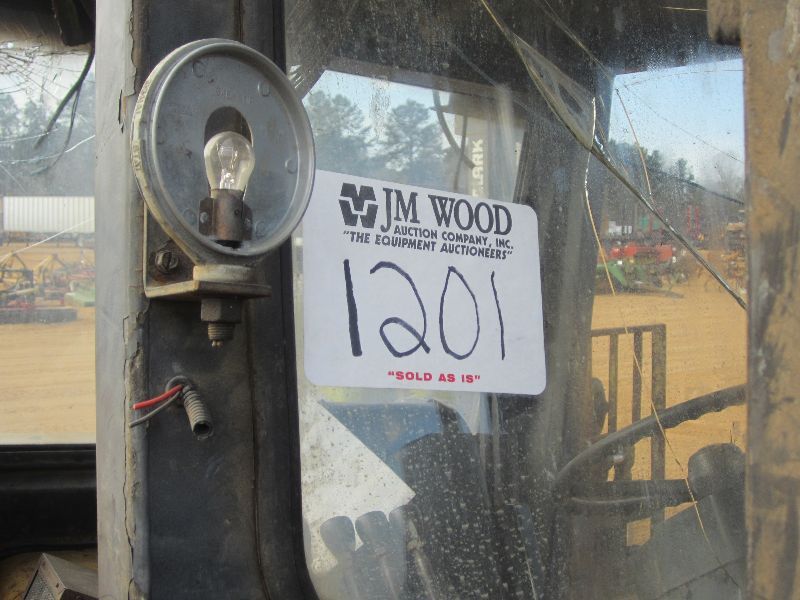 JM WOOD
AUCTION COMPANY, INC.
"THE EQUIPMENT AUCTIONEERS"
1201
"SOLD AS IS"